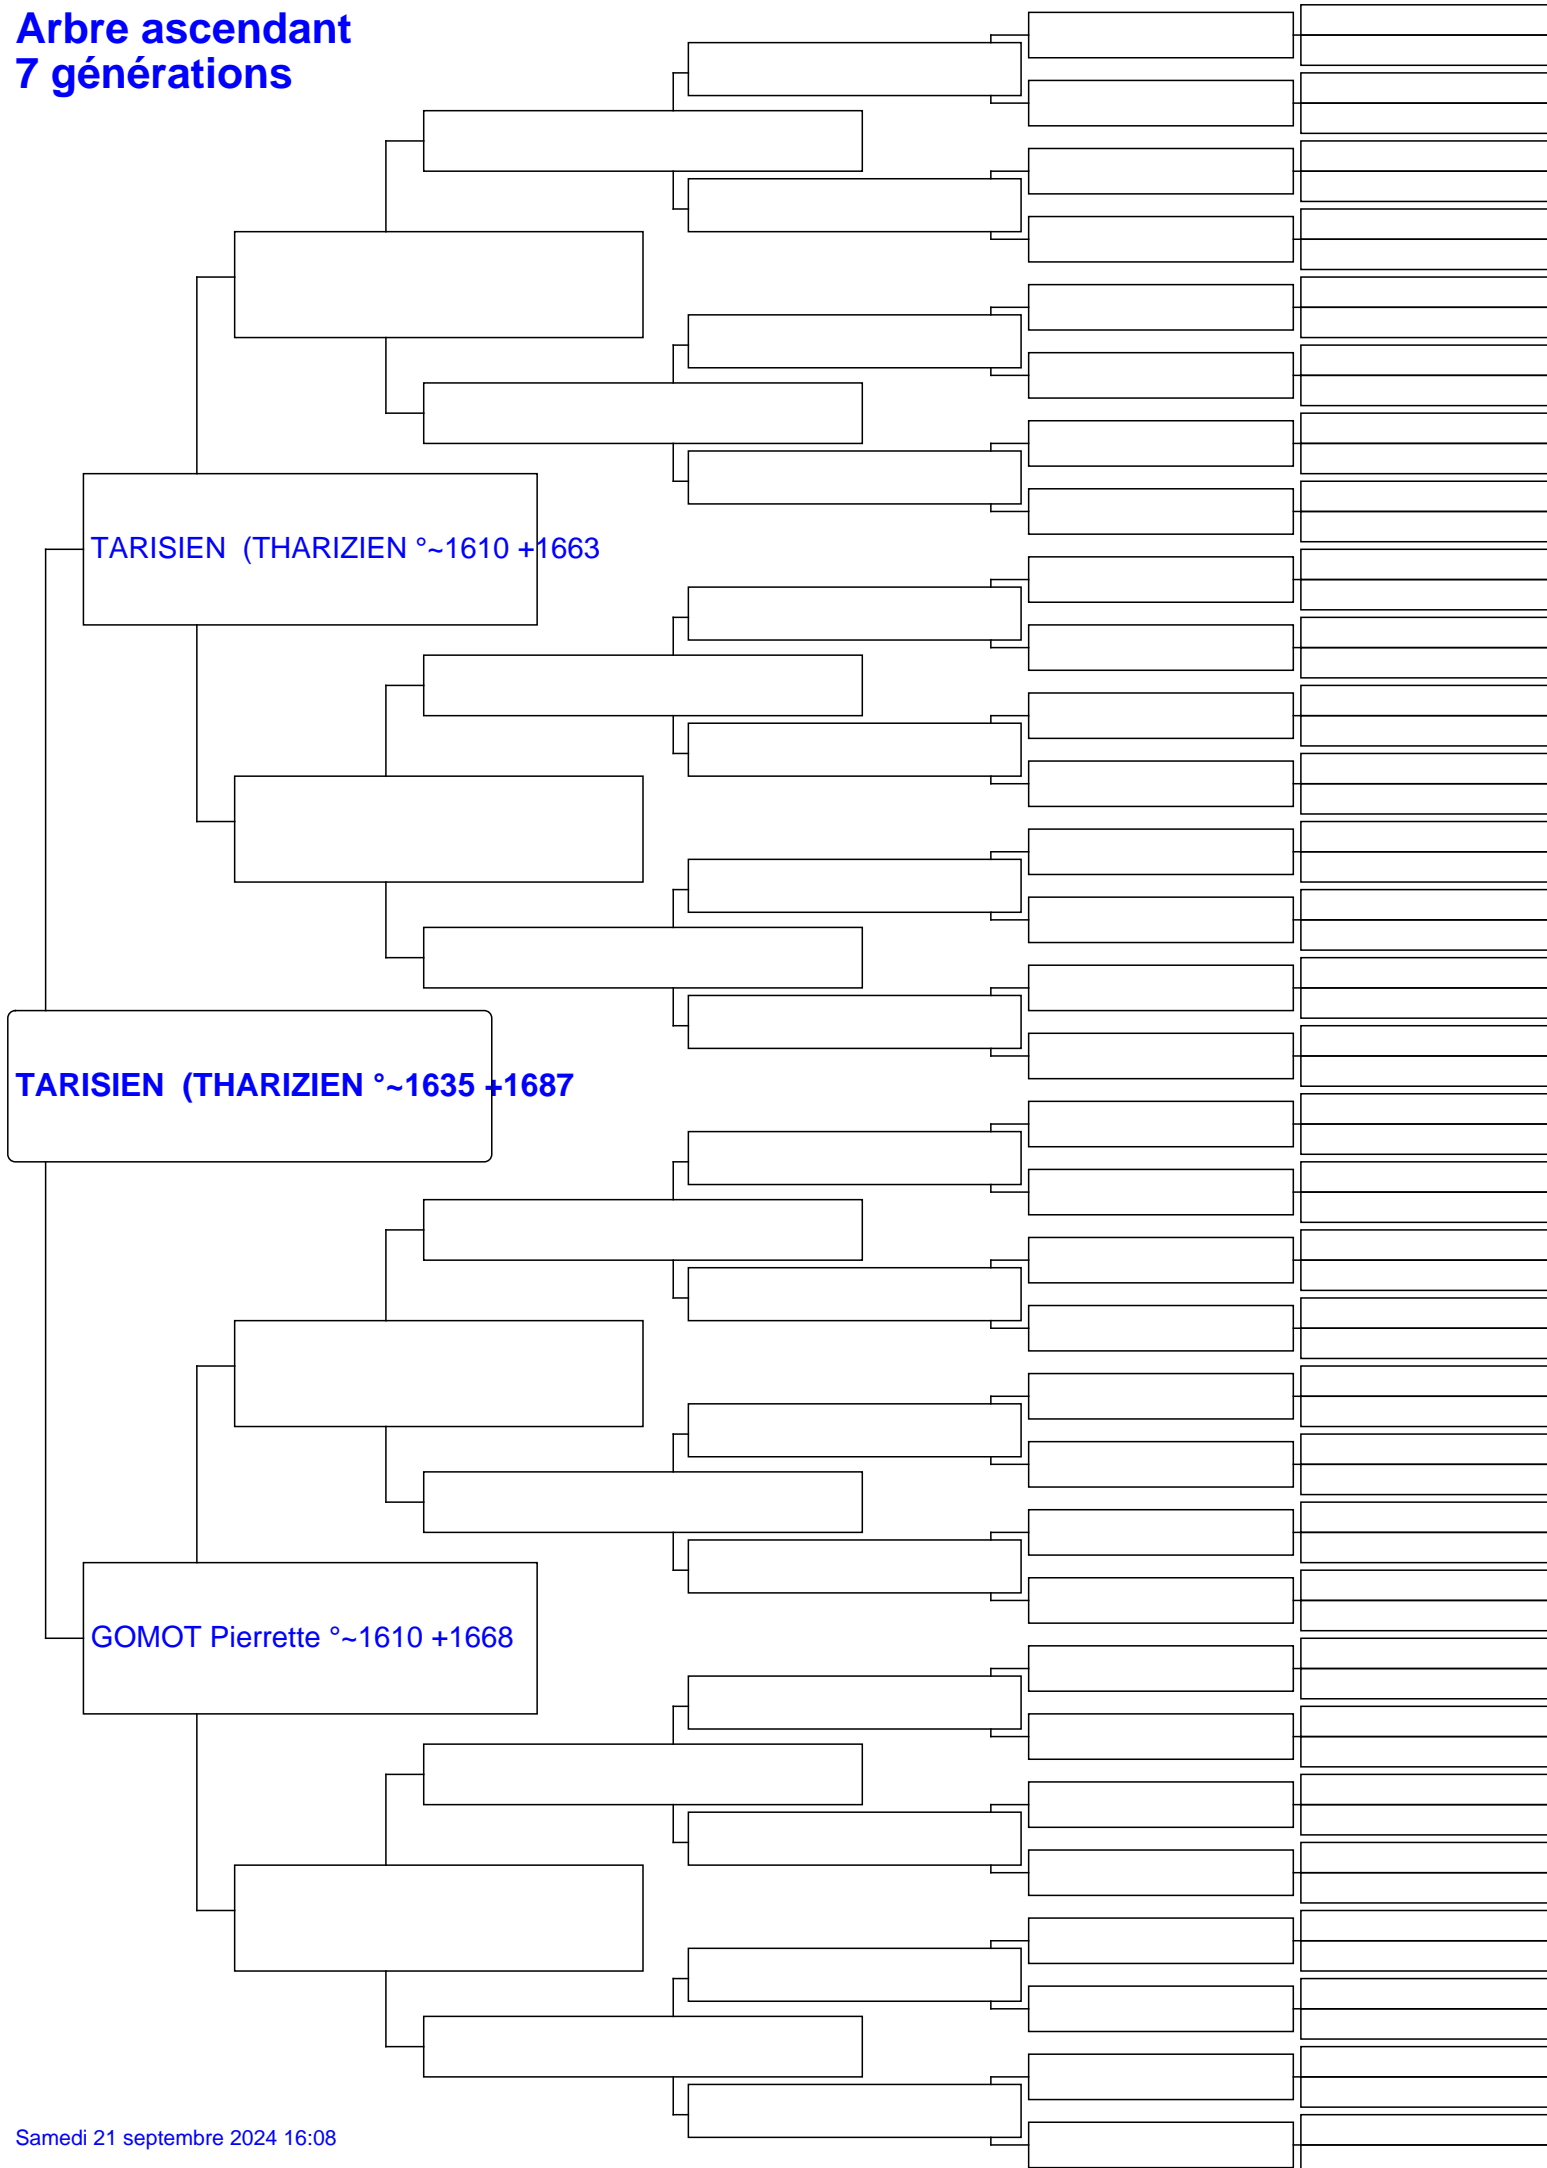 Arbre ascendant
7 générations
TARISIEN  (THARIZIEN °~1610 +1663
TARISIEN  (THARIZIEN °~1635 +1687
GOMOT Pierrette °~1610 +1668
Samedi 21 septembre 2024 16:08